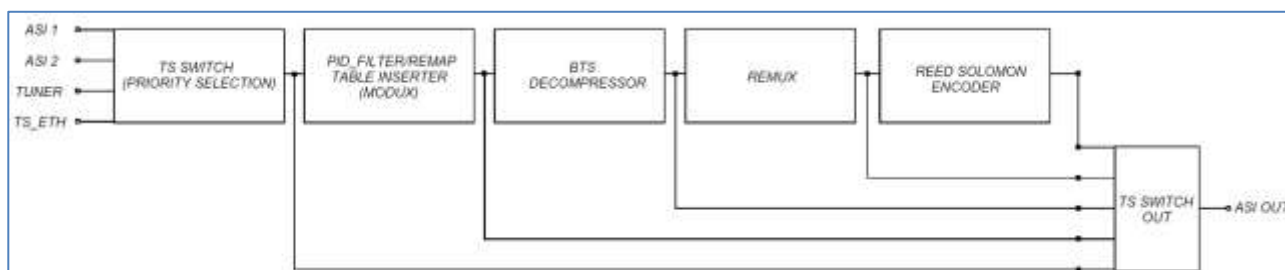 ASI 1
ASI 2
TUNER
TS_ETH
TS SWITCH
(PRIORITY SELECTION)
PID_FILTER/REMAP
TABLE INSERTER
(MODUX)
BTS
DECOMPRESSOR
REMUX
REED SOLOMON
ENCODER
TS SWITCH
OUT
ASI OUT